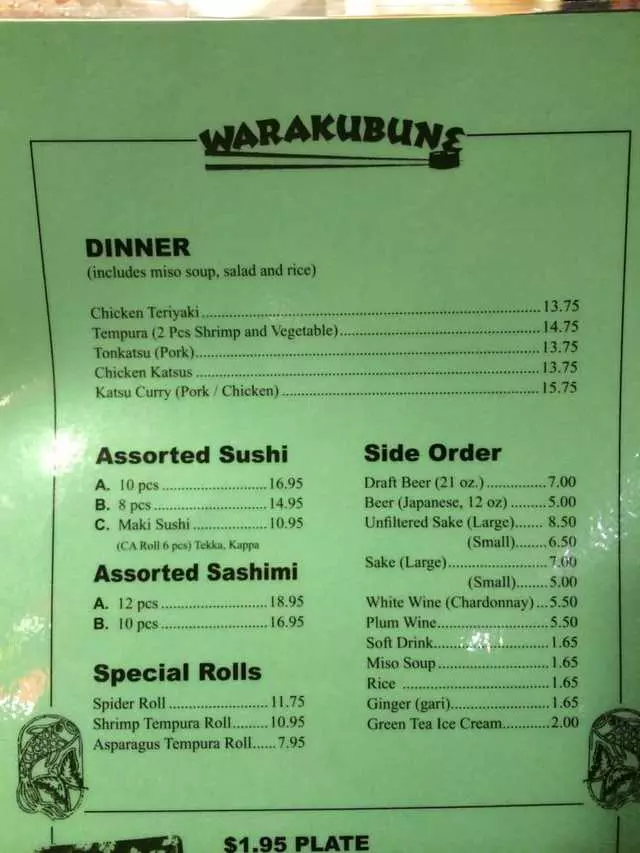 WARAKUBUNE
DINNER
(includes miso soup, salad and rice)
Chicken Teriyaki 13.75
Tempura (2 Pcs Shrimp and Vegetable) 14.75
Tonkatsu (Pork) 13.75
Chicken Katsus 13.75
Katsu Curry (Pork / Chicken) 15.75
Assorted Sushi
A. 10 pcs 16.95
B. 8 pcs 14.95
C. Maki Sushi 10.95
(CA Roll 6 pcs) Tekka, Kappa
Assorted Sashimi
A. 12 pcs 18.95
B. 10 pcs 16.95
Special Rolls
Spider Roll 11.75
Shrimp Tempura Roll 10.95
Asparagus Tempura Roll 7.95
Side Order
Draft Beer (21 oz.) 7.00
Beer (Japanese, 12 oz) 5.00
Unfiltered Sake (Large) 8.50
(Small) 6.50
Sake (Large) 7.00
(Small) 5.00
White Wine (Chardonnay) 5.50
Plum Wine 5.50
Soft Drink 1.65
Miso Soup 1.65
Rice 1.65
Ginger (gari) 1.65
Green Tea Ice Cream 2.00
$1.95 PLATE